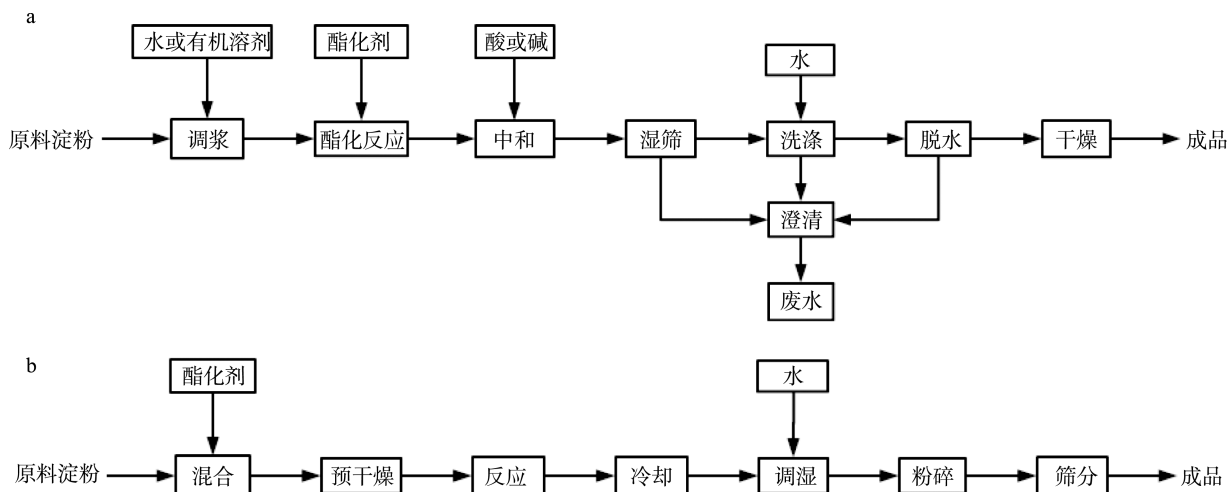 a
水或有机溶剂
酯化剂
酸或碱
水
原料淀粉
调浆
酯化反应
中和
湿筛
洗涤
脱水
干燥
成品
澄清
废水
b
酯化剂
水
原料淀粉
混合
预干燥
反应
冷却
调湿
粉碎
筛分
成品